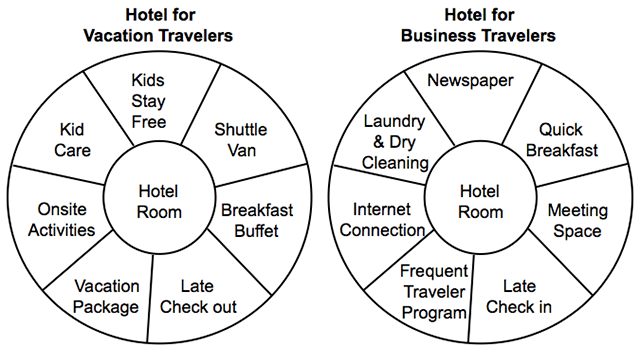 Hotel for
Vacation Travelers
Kids
Stay
Free
Shuttle
Van
Breakfast
Buffet
Late
Check out
Vacation
Package
Onsite
Activities
Kid
Care
Hotel
Room
Hotel for
Business Travelers
Newspaper
Quick
Breakfast
Meeting
Space
Late
Check in
Frequent
Traveler
Program
Internet
Connection
Laundry
& Dry
Cleaning
Hotel
Room